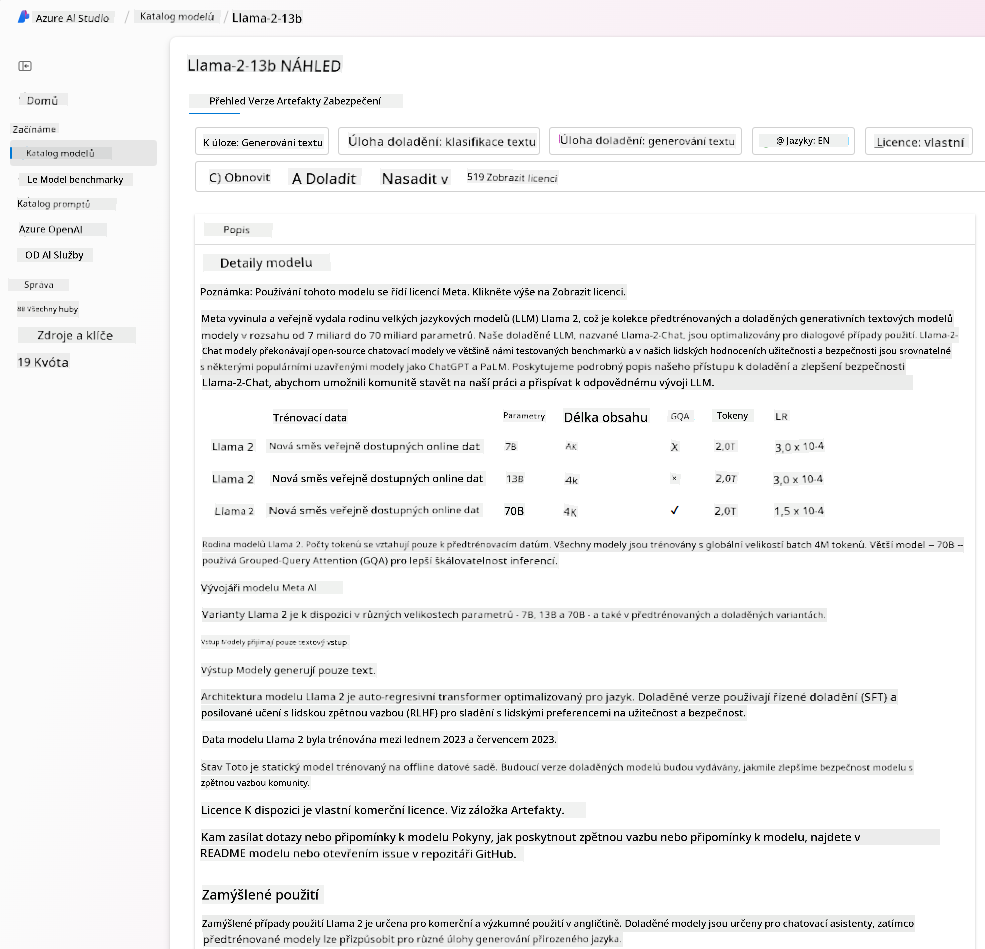 Azure AI Studio / Katalog modelů / Llama-2-13b
Llama-2-13b NÁHLED
Domů
Začínáme
Katalog modelů
Le Model benchmarky
Katalog promptů
Azure OpenAI
OD AI Služby
Sprava
88 Všechny huby
Zdroje a klíče
19 Kvóta
Přehled Verze Artefakty Zabezpečení
K úloze: Generování textu
Úloha doladění: klasifikace textu
Úloha doladění: generování textu
@ Jazyky: EN
Licence: vlastní
C) Obnovit
A Doladit
Nasadit v
519 Zobrazit licenci
Popis
Detaily modelu
Poznámka: Používání tohoto modelu se řídí licencí Meta. Klikněte výše na Zobrazit licenci.
Meta vyvinula a veřejně vydala rodinu velkých jazykových modelů (LLM) Llama 2, což je kolekce předtrénovaných a doladěných generativních textových modelů
modelly v rozsahu od 7 miliard do 70 miliard parametrů. Naše doladěné LLM, nazvané Llama-2-Chat, jsou optimalizovány pro dialogové případy použití. Llama-2-
Chat modely překonávají open-source chatovací modely ve většině námi testovaných benchmarků a v našich lidských hodnoceních užitečnosti a bezpečnosti jsou srovnatelné
s některými populárními uzavřenými modely jako ChatGPT a PaLM. Poskytujeme podrobný popis našeho přístupu k doladění a zlepšení bezpečnosti
Llama-2-Chat, abychom umožnili komunitě stavět na naší práci a přispívat k odpovědnému vývoji LLM.
Trénovací data Parametry Délka obsahu GQA Tokeny LR
Llama 2 Nová směs veřejně dostupných online dat 7B 4K X 2,0T 3,0 x 10-4
Llama 2 Nová směs veřejně dostupných online dat 13B 4k × 2,0T 3,0 x 10-4
Llama 2 Nová směs veřejně dostupných online dat 70B 4K ✓ 2,0T 1,5 x 10-4
Rodina modelů Llama 2. Počty tokenů se vztahují pouze k předtrénovacím datům. Všechny modely jsou trénovány s globální velikostí batch 4M tokenů. Větší model -- 70B --
používá Grouped-Query Attention (GQA) pro lepší škálovatelnost inferencí.
Vývojáři modelu Meta AI
Varianty Llama 2 je k dispozici v různých velikostech parametrů - 7B, 13B a 70B - a také v předtrénovaných a doladěných variantách.
Vstup Modely přijímají pouze textový vstup.
Výstup Modely generují pouze text.
Architektura modelu Llama 2 je auto-regresivní transformer optimalizovaný pro jazyk. Doladěné verze používají řízené doladění (SFT) a
posilované učení s lidskou zpětnou vazbou (RLHF) pro sladění s lidskými preferencemi na užitečnost a bezpečnost.
Data modelu Llama 2 byla trénována mezi lednem 2023 a červencem 2023.
Stav Toto je statický model trénovaný na offline datové sadě. Budoucí verze doladěných modelů budou vydávány, jakmile zlepšíme bezpečnost modelu s
zpětnou vazbou komunity.
Licence K dispozici je vlastní komerční licence. Viz záložka Artefakty.
Kam zasílat dotazy nebo připomínky k modelu Pokyny, jak poskytnout zpětnou vazbu nebo připomínky k modelu, najdete v
README modelu nebo otevřením issue v repozitáři GitHub.
Zamýšlené použití
Zamýšlené případy použití Llama 2 je určena pro komerční a výzkumné použití v angličtině. Doladěné modely jsou určeny pro chatovací asistenty, zatímco
předtrénované modely lze přizpůsobit pro různé úlohy generování přirozeného jazyka.